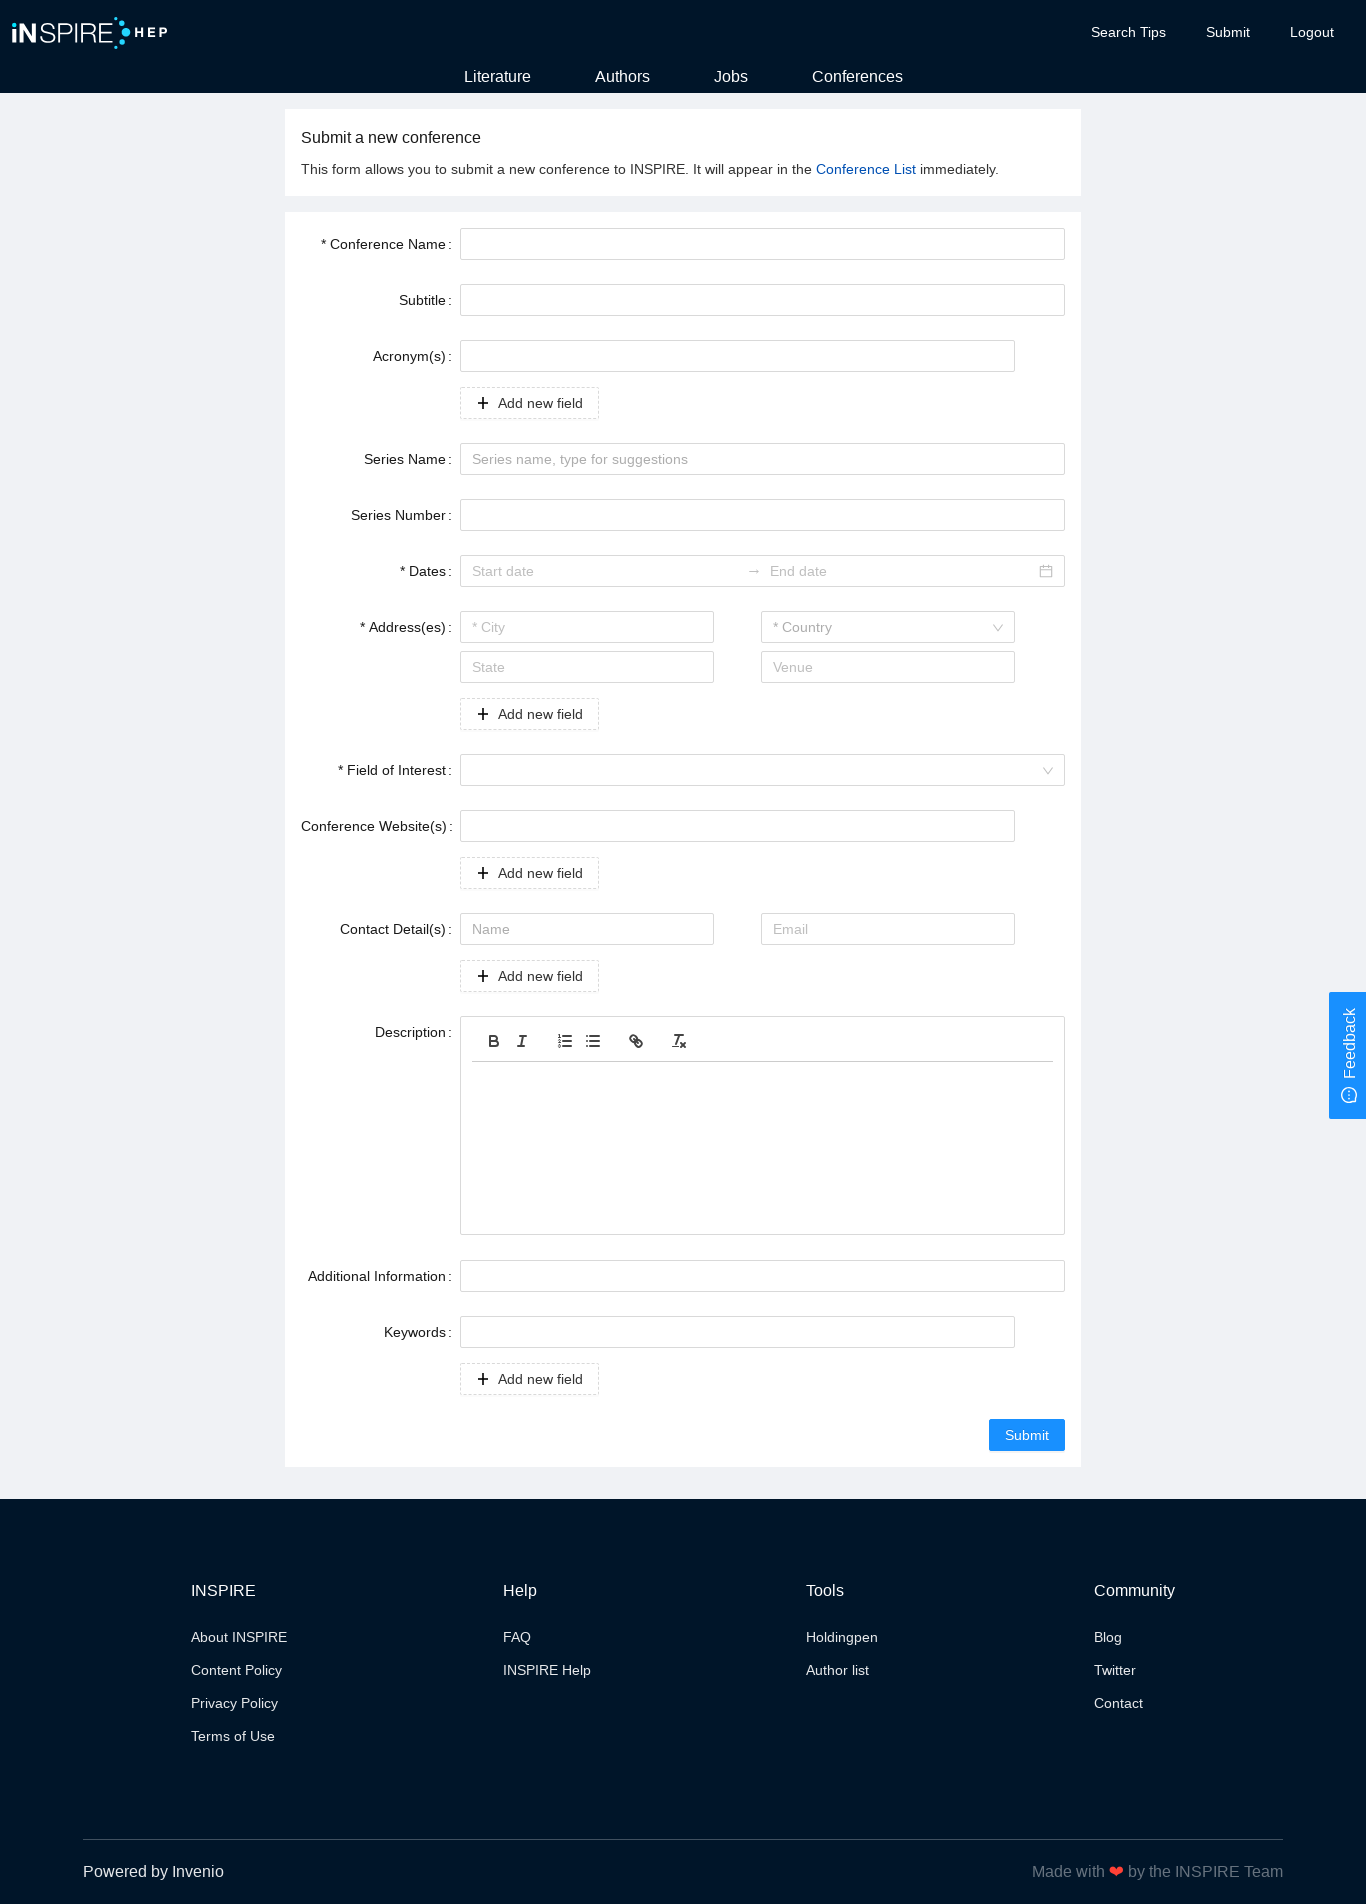 iNSPIRE HEP
Search Tips Submit Logout
Literature Authors Jobs Conferences
Submit a new conference
This form allows you to submit a new conference to INSPIRE. It will appear in the Conference List immediately.
* Conference Name :
Subtitle :
Acronym(s) :
Add new field
Series Name : Series name, type for suggestions
Series Number :
* Dates : Start date → End date
* Address(es) : * City * Country
State Venue
Add new field
* Field of Interest :
Conference Website(s) :
Add new field
Contact Detail(s) : Name Email
Add new field
Description :
Feedback
Additional Information :
Keywords :
Add new field
Submit
INSPIRE Help Tools Community
About INSPIRE FAQ Holdingpen Blog
Content Policy INSPIRE Help Author list Twitter
Privacy Policy Contact
Terms of Use
Powered by Invenio Made with ❤ by the INSPIRE Team